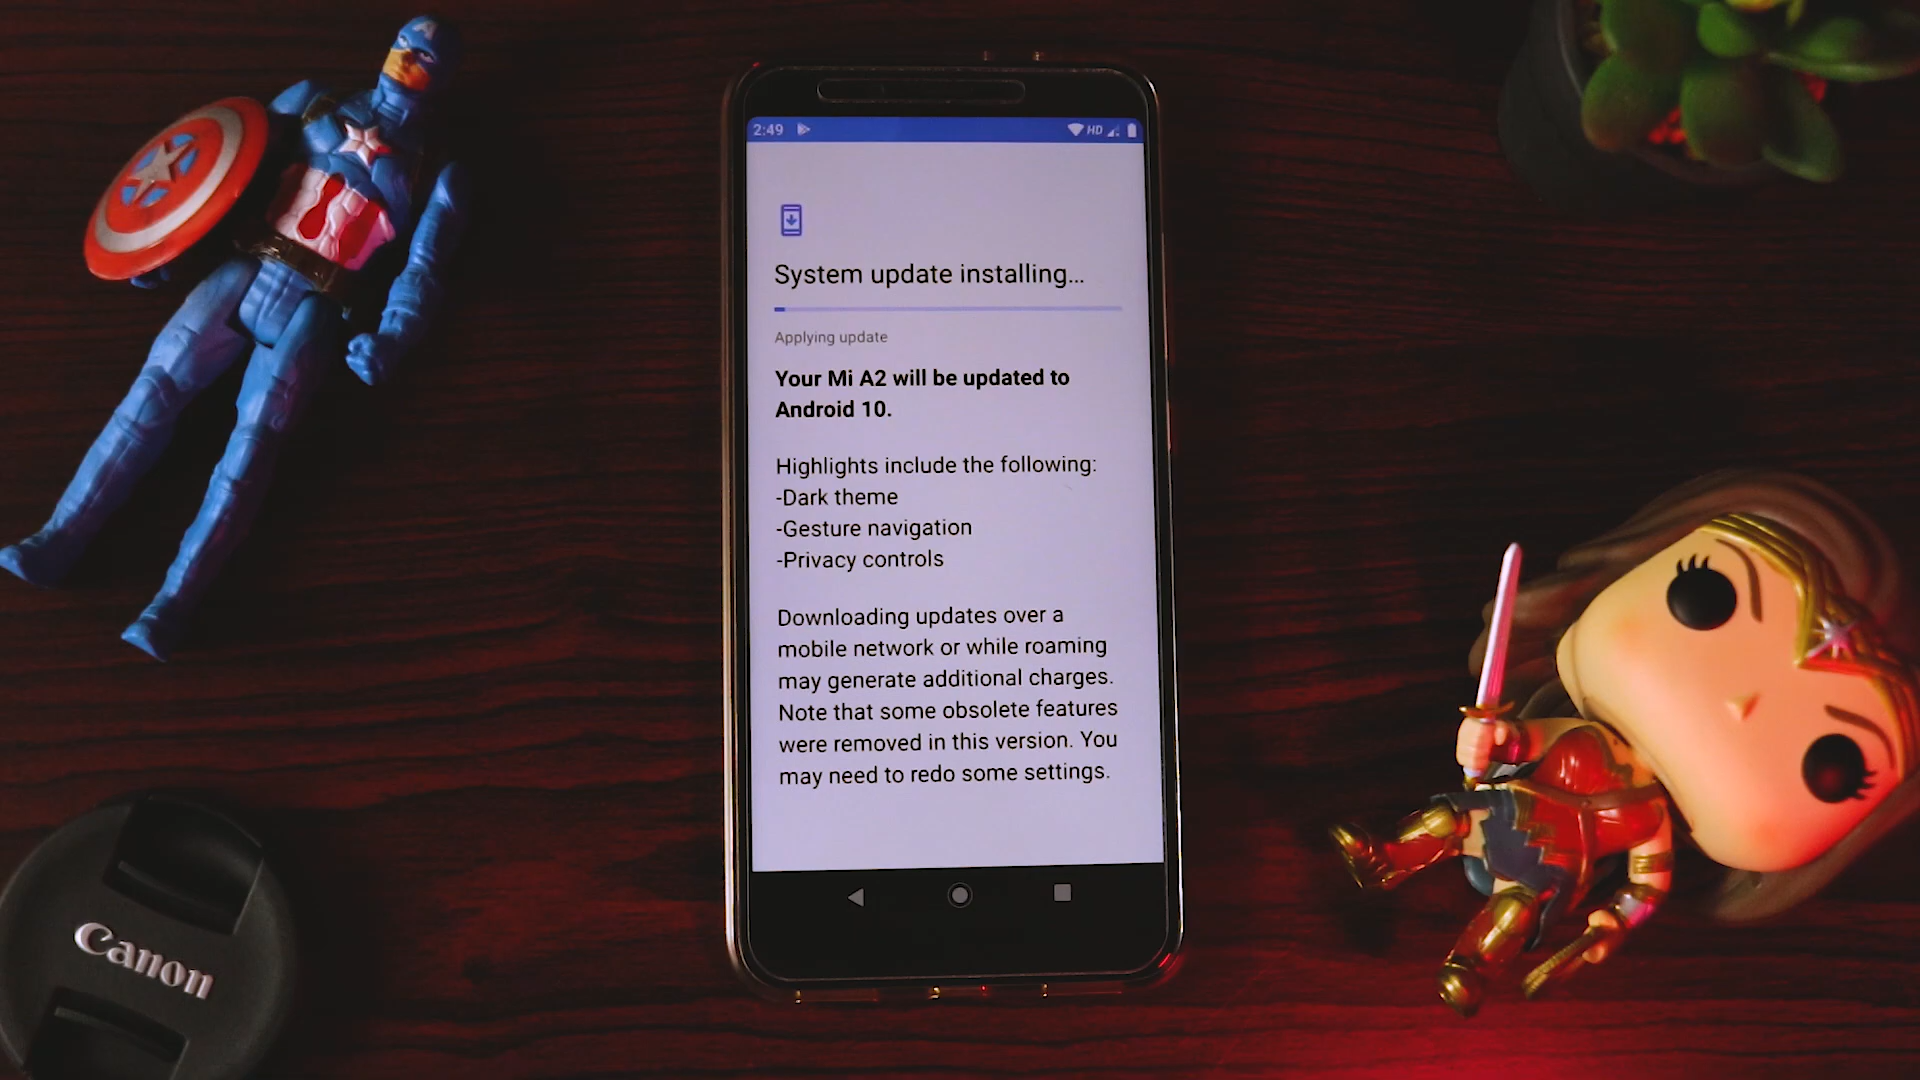 2:49
HD
System update installing...
Applying update
Your Mi A2 will be updated to
Android 10.
Highlights include the following:
-Dark theme
-Gesture navigation
-Privacy controls
Downloading updates over a
mobile network or while roaming
may generate additional charges.
Note that some obsolete features
were removed in this version. You
may need to redo some settings.
A
Canon